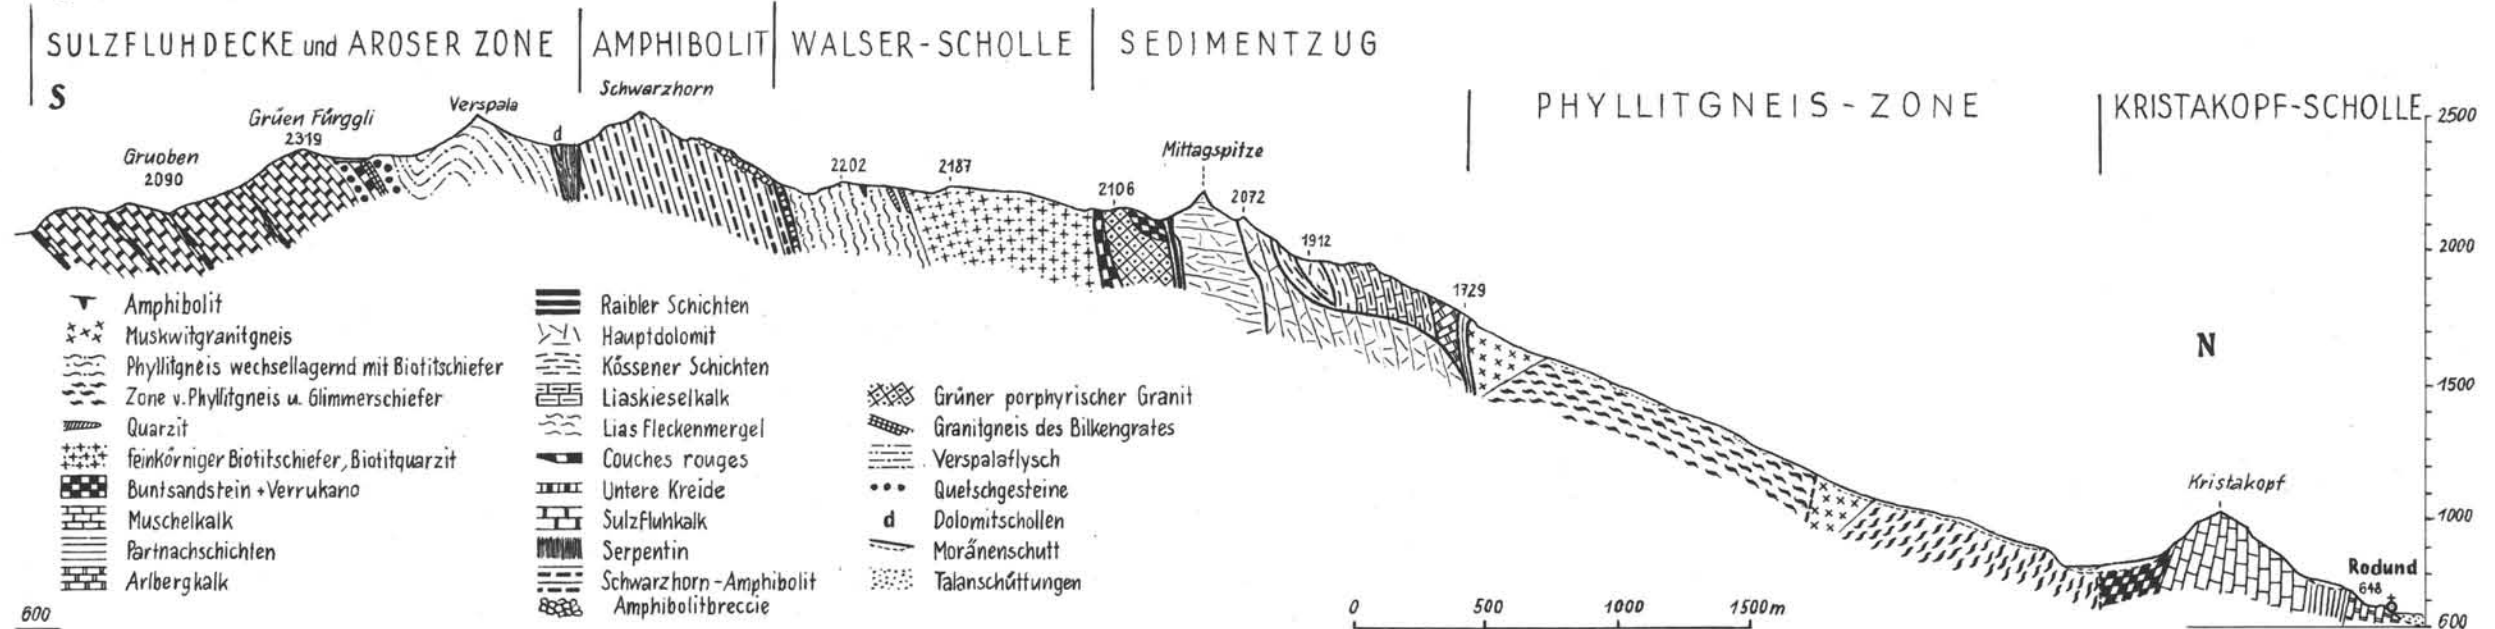 SULZFLUHDECKE und AROSER ZONE
AMPHIBOLIT
WALSER-SCHOLLE
SEDIMENTZUG
PHYLLITGNEIS-ZONE
KRISTAKOPF-SCHOLLE
S
Gruoben
2090
Grüen Fürggli
2319
Verspala
d
Schwarzhorn
2202
2187
2106
Mittagspitze
2072
1912
1729
N
Kristakopf
Rodund
648
2500
2000
1500
1000
600
Amphibolit
Muskwitgranitgneis
Phyllitgneis wechsellagernd mit Biotitschiefer
Zone v. Phyllitgneis u. Glimmerschiefer
Quarzit
feinkörniger Biotitschiefer, Biotitquarzit
Buntsandstein + Verrukano
Muschelkalk
Partnachschichten
Arlbergkalk
Raibler Schichten
Hauptdolomit
Kössener Schichten
Liaskieselkalk
Lias Fleckenmergel
Couches rouges
Untere Kreide
Sulzfluhkalk
Serpentin
Schwarzhorn-Amphibolit
Amphibolitbreccie
Grüner porphyrischer Granit
Granitgneis des Bilkengrates
Verspalaflysch
Quetschgesteine
d Dolomitschollen
Moränenschutt
Talanschüttungen
600
0 500 1000 1500m